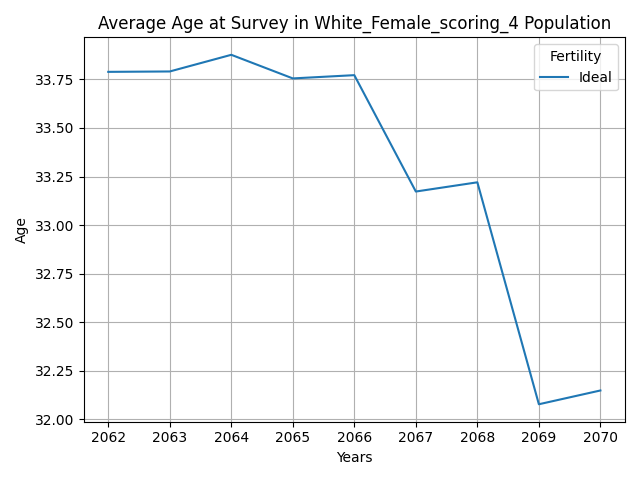 Average Age at Survey in White_Female_scoring_4 Population
Fertility
Ideal
33.75
33.50
33.25
33.00
32.75
32.50
32.25
32.00
Age
2062 2063 2064 2065 2066 2067 2068 2069 2070
Years